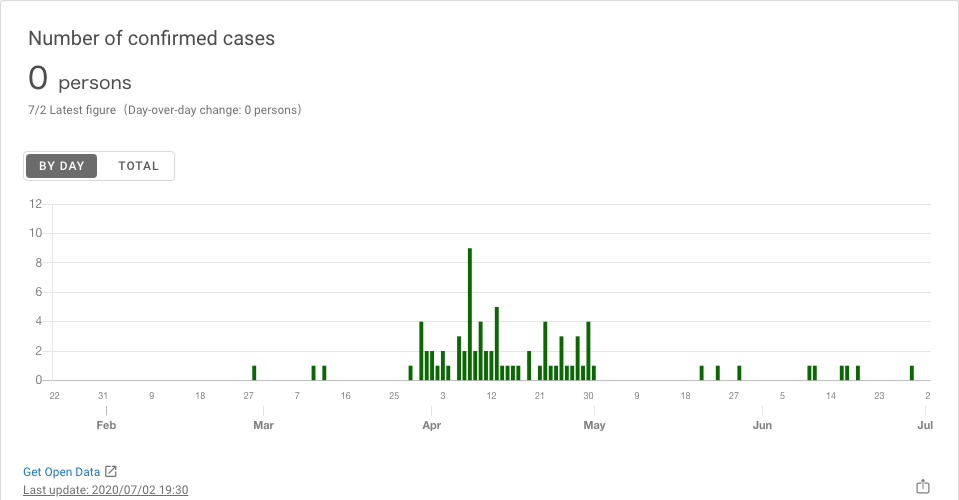 Number of confirmed cases
0 persons
7/2 Latest figure（Day-over-day change: 0 persons）
BY DAY TOTAL
12
10
8
6
4
2
0
22 31 9 18 27 7 16 25 3 12 21 30 9 18 27 5 14 23 2
Feb Mar Apr May Jun Jul
Get Open Data
Last update: 2020/07/02 19:30